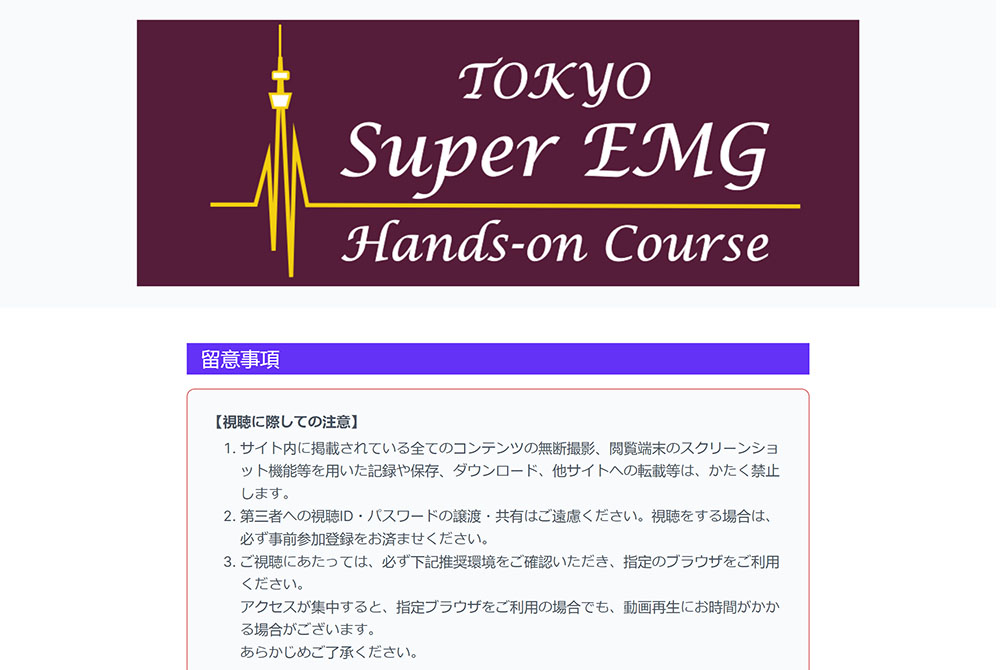 TOKYO
Super EMG
Hands-on Course
留意事項
【視聴に際しての注意】
1. サイト内に掲載されている全てのコンテンツの無断撮影、閲覧端末のスクリーンショ
ット機能等を用いた記録や保存、ダウンロード、他サイトへの転載等は、かたく禁止
します。
2. 第三者への視聴ID・パスワードの譲渡・共有はご遠慮ください。視聴をする場合は、
必ず事前参加登録をお済ませください。
3. ご視聴にあたっては、必ず下記推奨環境をご確認いただき、指定のブラウザをご利用
ください。
アクセスが集中すると、指定ブラウザをご利用の場合でも、動画再生にお時間がかか
る場合がございます。
あらかじめご了承ください。